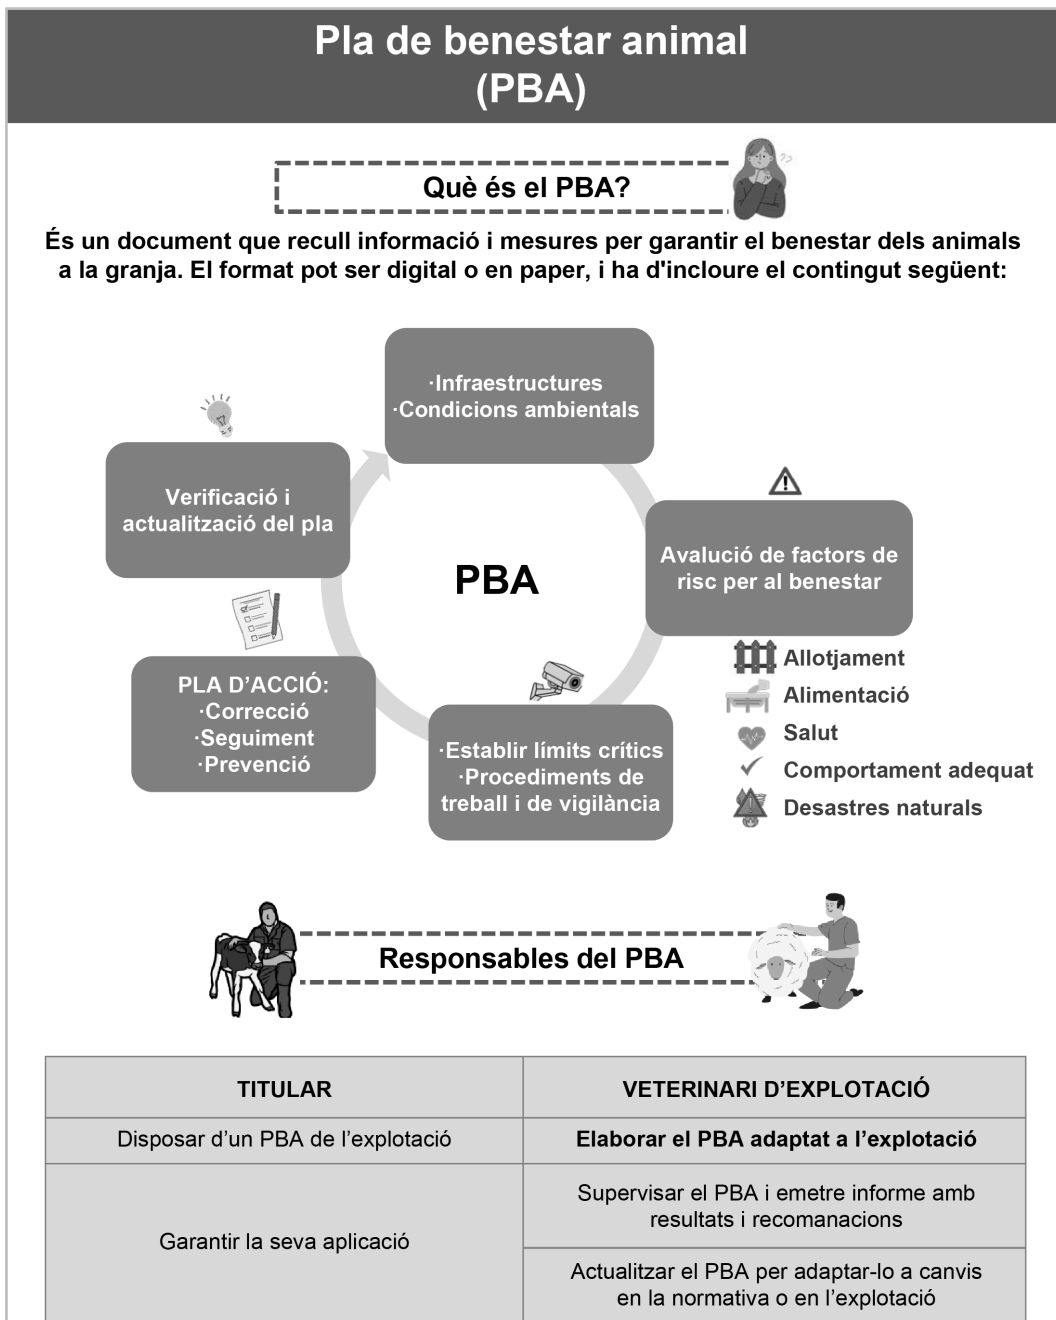 Pla de benestar animal
(PBA)
Què és el PBA?
És un document que recull informació i mesures per garantir el benestar dels animals
a la granja. El format pot ser digital o en paper, i ha d'incloure el contingut següent:
·Infraestructures
·Condicions ambientals
Verificació i
actualització del pla
Avalució de factors de
risc per al benestar
PBA
Allotjament
Alimentació
Salut
Comportament adequat
Desastres naturals
PLA D’ACCIÓ:
·Correcció
·Seguiment
·Prevenció
·Establir límits crítics
·Procediments de
treball i de vigilància
Responsables del PBA
TITULAR
VETERINARI D’EXPLOTACIÓ
Disposar d’un PBA de l’explotació
Elaborar el PBA adaptat a l’explotació
Garantir la seva aplicació
Supervisar el PBA i emetre informe amb
resultats i recomanacions
Actualitzar el PBA per adaptar-lo a canvis
en la normativa o en l’explotació